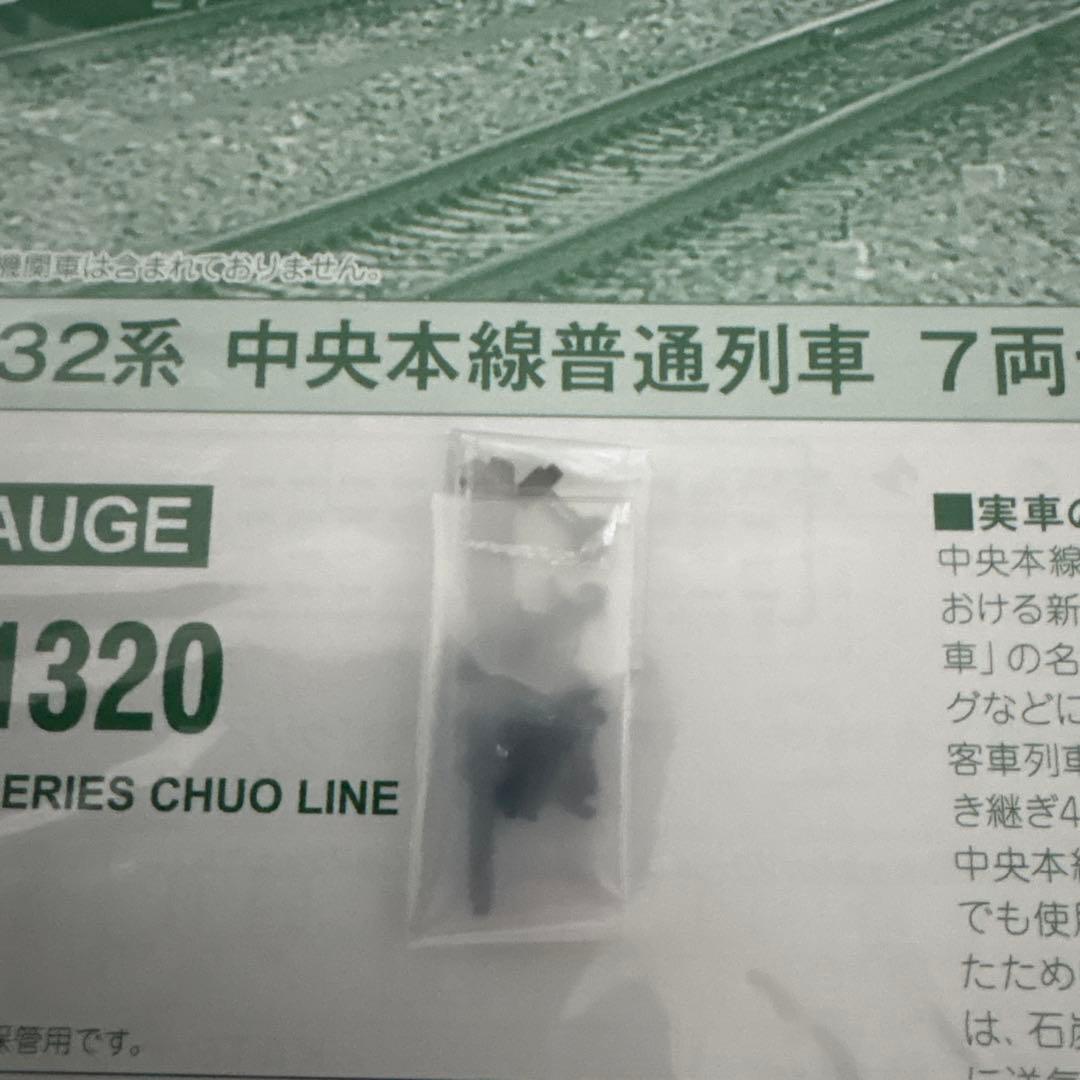 機関車は含まれておりません。
32系 中央本線普通列車 7両
AUGE
1320
ERIES CHUO LINE
■実車の
中央本線
おける新
車」の名
グなどに
客車列車
き継ぎ4
中央本線
でも使用
たため
は、石炭
保管用です。